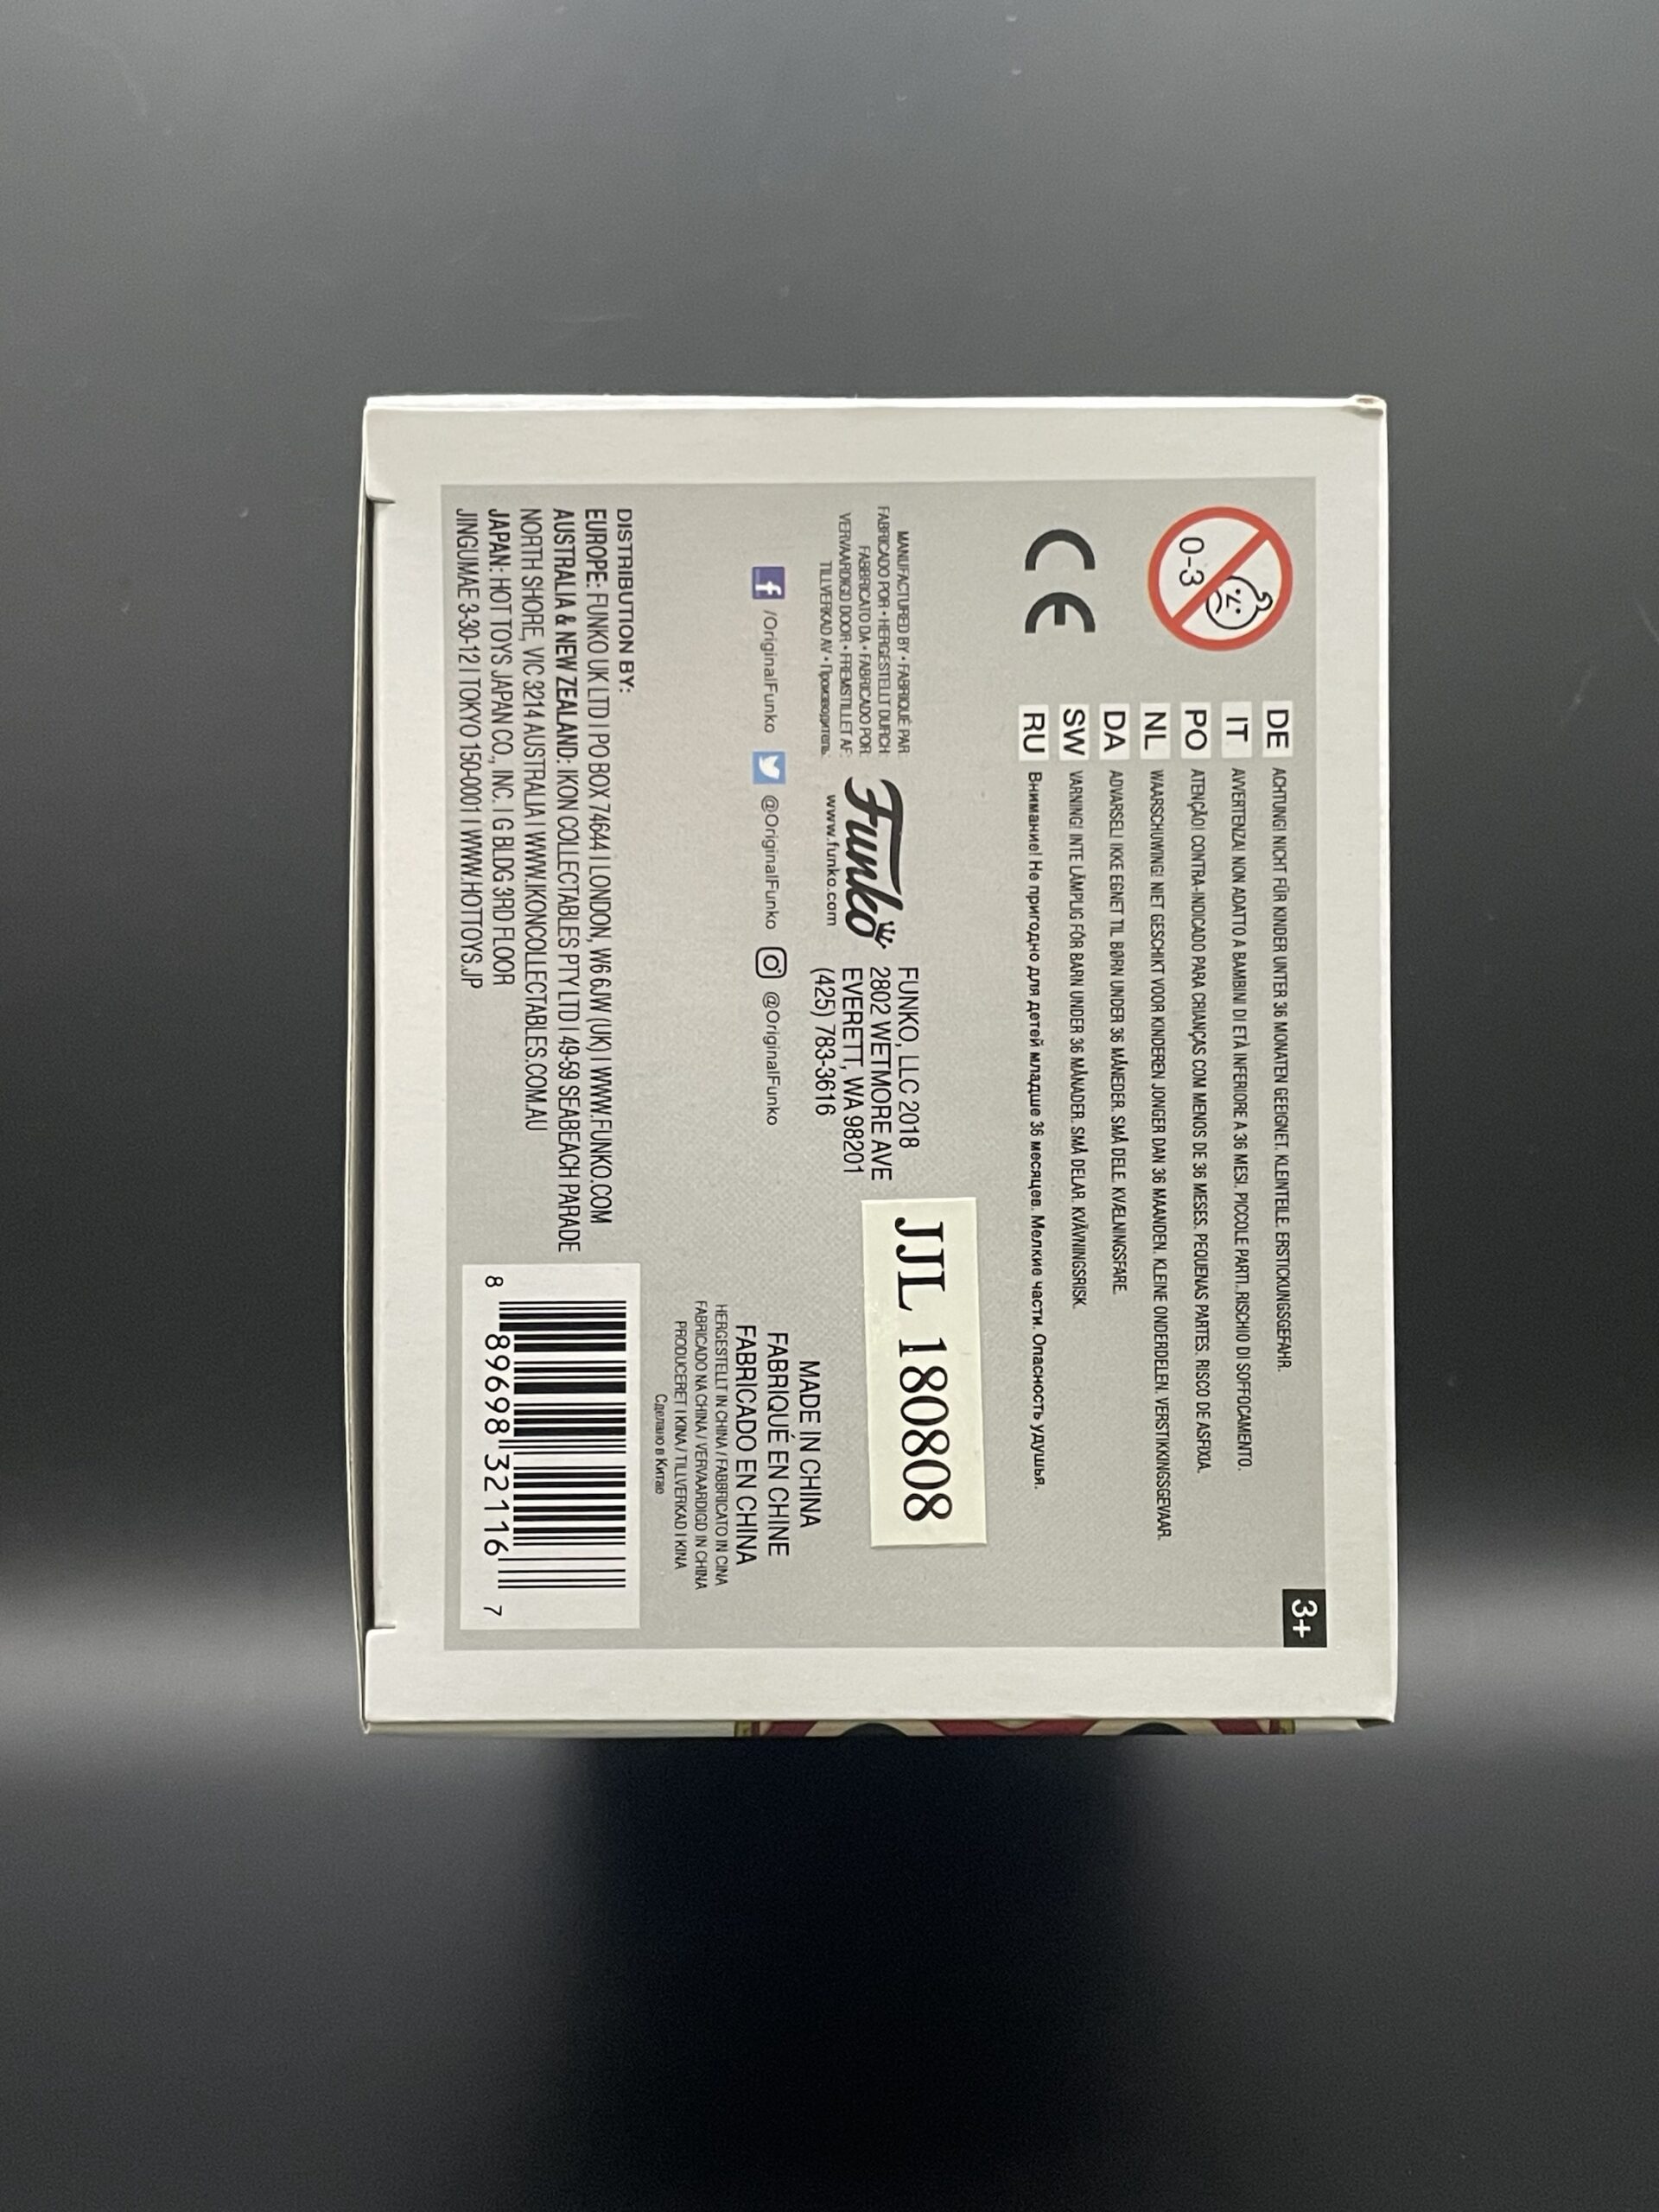 3+
0-3
DE ACHTUNG! NICHT FÜR KINDER UNTER 36 MONATEN GEEIGNET. KLEINTEILE. ERSTICKUNGSGEFAHR.
IT AVVERTENZA! NON ADATTO A BAMBINI DI ETÀ INFERIORE A 36 MESI. PICCOLE PARTI. RISCHIO DI SOFFOCAMENTO.
PO ATENÇÃO! CONTRA-INDICADO PARA CRIANÇAS COM MENOS DE 36 MESES. PEQUENAS PARTES. RISCO DE ASFIXIA.
NL WAARSCHUWING! NIET GESCHIKT VOOR KINDEREN JONGER DAN 36 MAANDEN. KLEINE ONDERDELEN. VERSTIKKINGSGEVAAR.
DA ADVARSEL! IKKE EGNET TIL BØRN UNDER 36 MÅNEDER. SMÅ DELE. KVÆLNINGSFARE.
SW VARNING! INTE LÄMPLIG FÖR BARN UNDER 36 MÅNADER. SMÅ DELAR. KVÄVNINGSRISK.
RU Внимание! Не пригодно для детей младше 36 месяцев. Мелкие части. Опасность удушья.
CE
MANUFACTURED BY • FABRIQUÉ PAR
FABRICADO POR • HERGESTELLT DURCH:
FABBRICATO DA • FABRICADO POR:
VERVAARDIGD DOOR • FREMSTILLET AF:
TILLVERKAD AV • Производитель:
Funko
www.funko.com
FUNKO, LLC 2018
2802 WETMORE AVE
EVERETT, WA 98201
(425) 783-3616
JJL 180808
/OriginalFunko @OriginalFunko @OriginalFunko
MADE IN CHINA
FABRIQUÉ EN CHINE
FABRICADO EN CHINA
HERGESTELLT IN CHINA / FABBRICATO IN CINA
FABRICADO NA CHINA / VERVAARDIGD IN CHINA
PRODUCERET I KINA / TILLVERKAD I KINA
Сделано в Китае
DISTRIBUTION BY:
EUROPE: FUNKO UK LTD | PO BOX 74644 | LONDON, W6 6JW (UK) | WWW.FUNKO.COM
AUSTRALIA & NEW ZEALAND: IKON COLLECTABLES PTY LTD | 49-59 SEABEACH PARADE
NORTH SHORE, VIC 3214 AUSTRALIA | WWW.IKONCOLLECTABLES.COM.AU
JAPAN: HOT TOYS JAPAN CO., INC. | G BLDG 3RD FLOOR
JINGUMAE 3-30-12 | TOKYO 150-0001 | WWW.HOTTOYS.JP
8 89698 32116 7